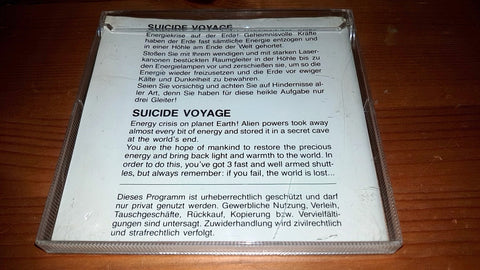 SUICIDE VOYAGE
Energiekrise auf der Erde! Geheimnisvolle Kräfte
haben der Erde fast sämtliche Energie entzogen und
in einer Höhle am Ende der Welt gehortet.
Stoßen Sie mit Ihrem wendigen und mit starken Laser-
kanonen bestückten Raumgleiter in der Höhle bis zu
den Energielampen vor und zerschießen sie, um so die
Energie wieder freizusetzen und die Erde vor ewiger
Kälte und Dunkelheit zu bewahren.
Seien Sie vorsichtig und achten Sie auf Hindernisse al-
ler Art, denn Sie haben für diese heikle Aufgabe nur
drei Gleiter!
SUICIDE VOYAGE
Energy crisis on planet Earth! Alien powers took away
almost every bit of energy and stored it in a secret cave
at the world's end.
You are the hope of mankind to restore the precious
energy and bring back light and warmth to the world. In
order to do this, you've got 3 fast and well armed shutt-
les, but always remember: if you fail, the world is lost...
Dieses Programm ist urheberrechtlich geschützt und darf
nur privat genutzt werden. Gewerbliche Nutzung, Verleih,
Tauschgeschäfte, Rückkauf, Kopierung bzw. Vervielfälti-
gungen sind untersagt. Zuwiderhandlung wird zivilrechtlich
und strafrechtlich verfolgt.